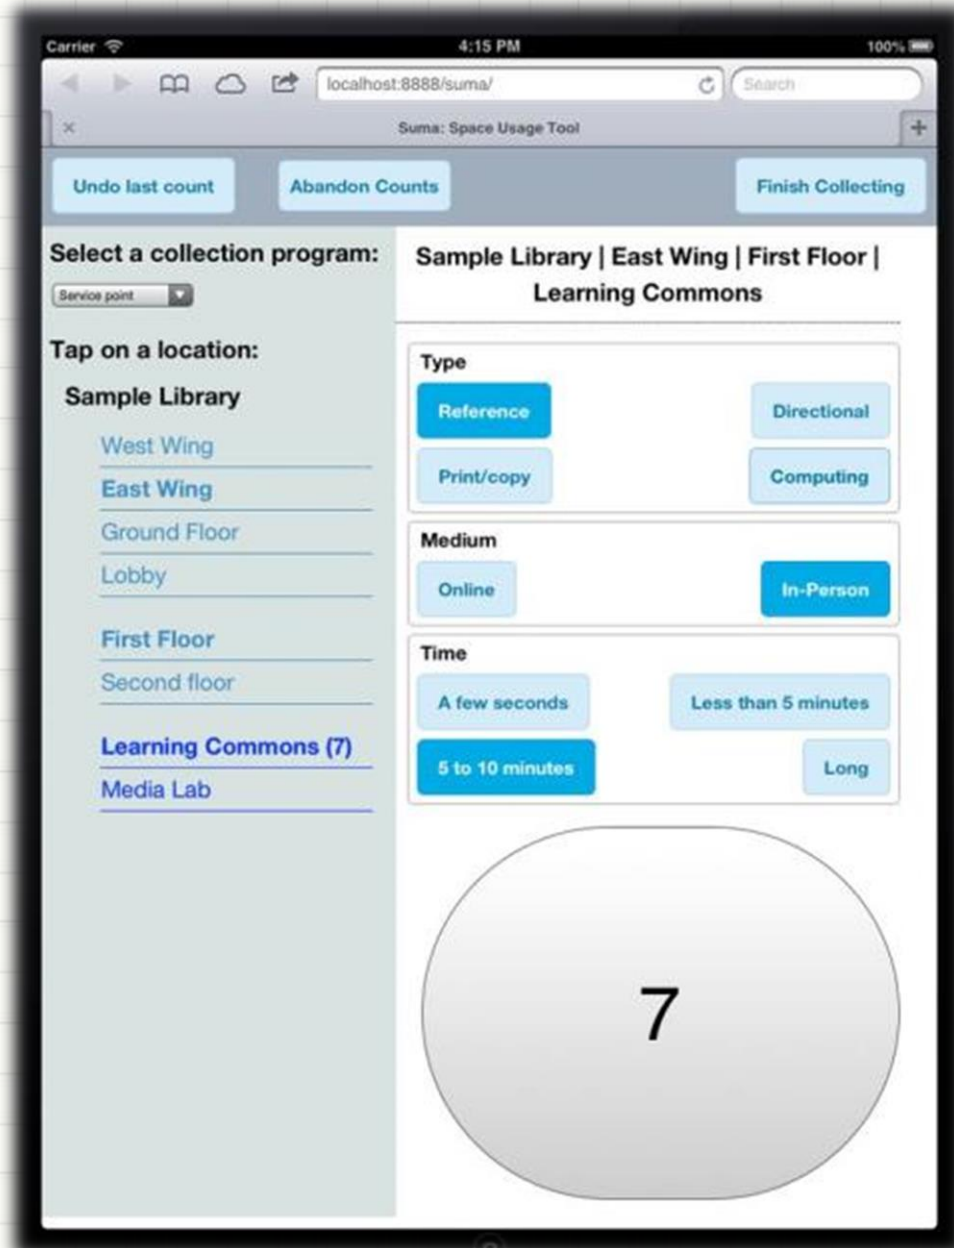 Carrier 4:15 PM 100%
localhost:8888/suma/ Search
Suma: Space Usage Tool
Undo last count Abandon Counts Finish Collecting
Select a collection program:
Service point
Tap on a location:
Sample Library
West Wing
East Wing
Ground Floor
Lobby
First Floor
Second floor
Learning Commons (7)
Media Lab
Sample Library | East Wing | First Floor |
Learning Commons
Type
Reference Directional
Print/copy Computing
Medium
Online In-Person
Time
A few seconds Less than 5 minutes
5 to 10 minutes Long
7